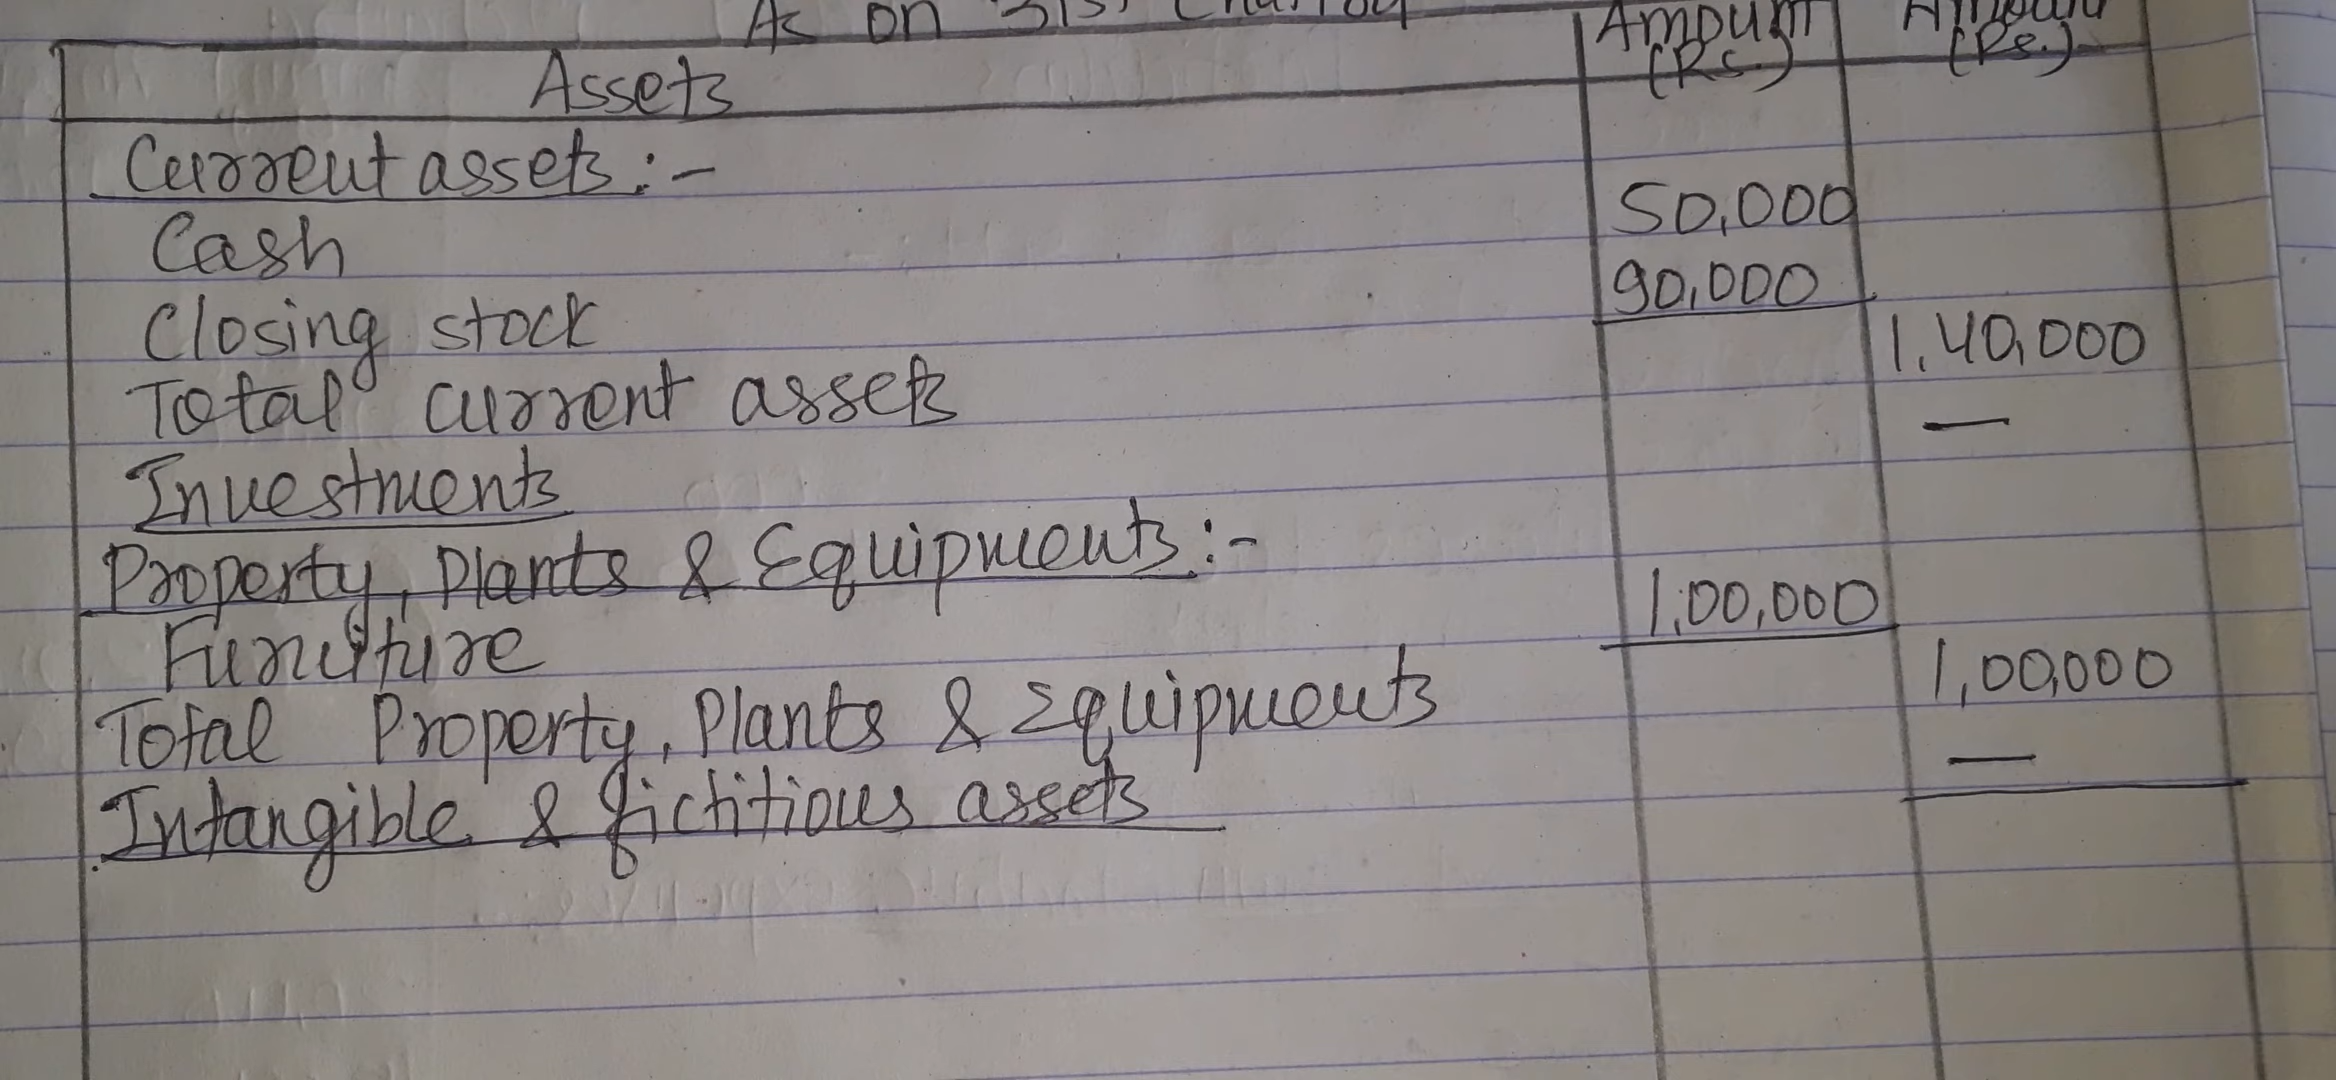 As on 31st Chaitra
Assets Amount (Rs.) Amount (Rs.)
Current assets:-
Cash 50,000
Closing stock 90,000
Total current assets 1,40,000
Investments —
Property, Plants & Equipments:-
Furniture 1,00,000
Total Property, Plants & Equipments 1,00,000
Intangible & fictitious assets —